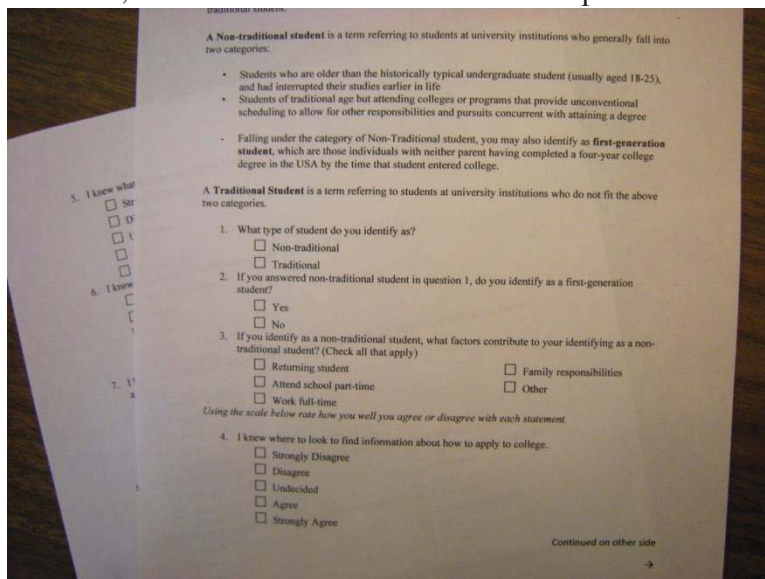 traditional student.
A Non-traditional student is a term referring to students at university institutions who generally fall into
two categories:
• Students who are older than the historically typical undergraduate student (usually aged 18-25),
and had interrupted their studies earlier in life
• Students of traditional age but attending colleges or programs that provide unconventional
scheduling to allow for other responsibilities and pursuits concurrent with attaining a degree
- Falling under the category of Non-Traditional student, you may also identify as first-generation
student, which are those individuals with neither parent having completed a four-year college
degree in the USA by the time that student entered college.
A Traditional Student is a term referring to students at university institutions who do not fit the above
two categories.
1. What type of student do you identify as?
☐ Non-traditional
☐ Traditional
2. If you answered non-traditional student in question 1, do you identify as a first-generation
student?
☐ Yes
☐ No
3. If you identify as a non-traditional student, what factors contribute to your identifying as a non-
traditional student? (Check all that apply)
☐ Returning student
☐ Attend school part-time
☐ Work full-time
☐ Family responsibilities
☐ Other
Using the scale below rate how you well you agree or disagree with each statement.
4. I knew where to look to find information about how to apply to college.
☐ Strongly Disagree
☐ Disagree
☐ Undecided
☐ Agree
☐ Strongly Agree
Continued on other side
→
5. I knew what
☐ Str
☐ D
☐
☐
☐
6. I knew
7.